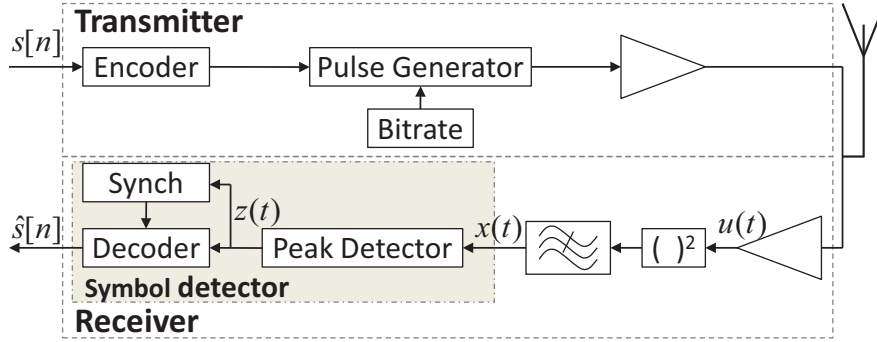 Transmitter
s[n]
Encoder
Pulse Generator
Bitrate
Synch
ŝ[n]
z(t)
x(t)
u(t)
Decoder
Peak Detector
( )²
Symbol detector
Receiver